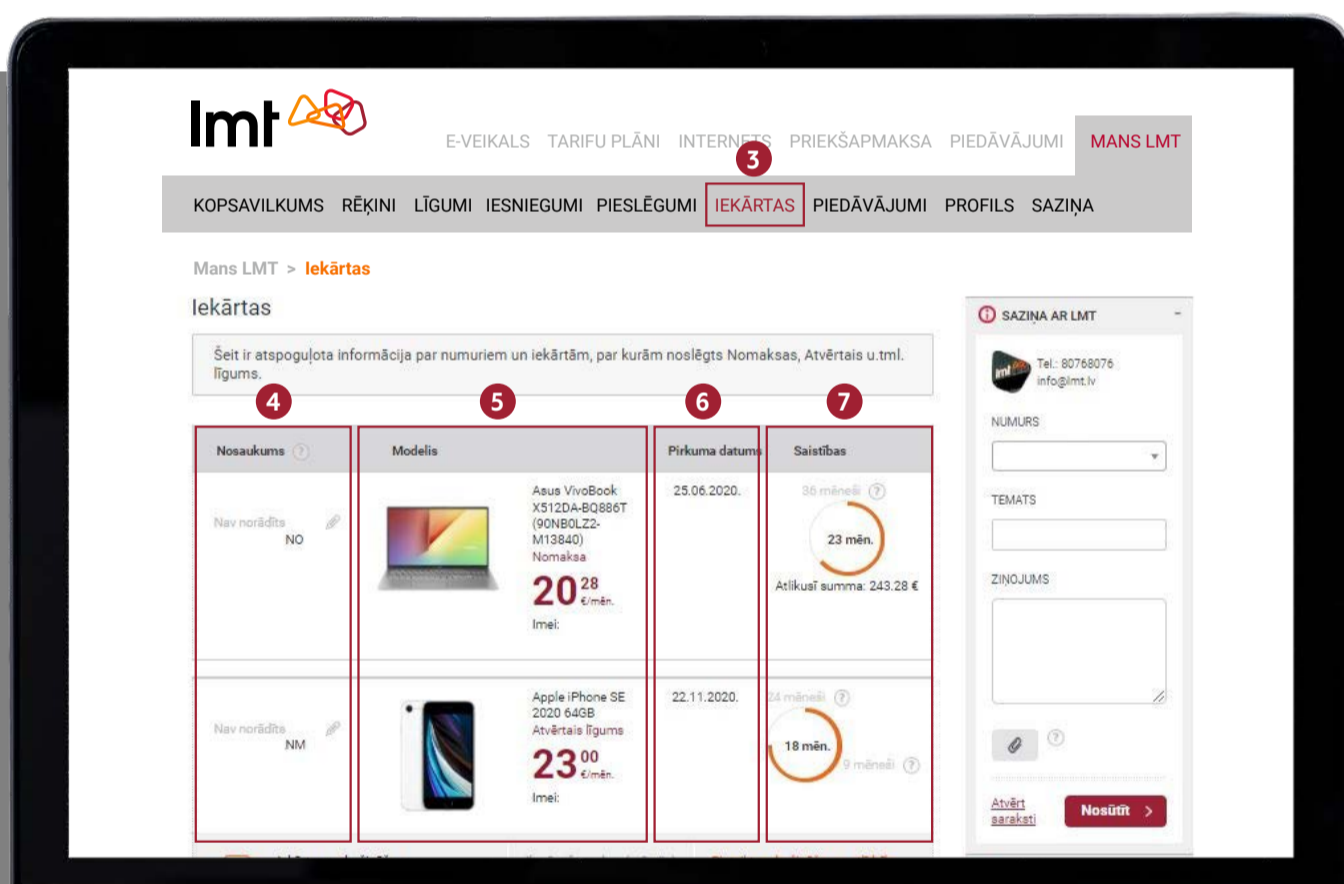 lmt
E-VEIKALS TARIFU PLĀNI INTERNETS PRIEKŠAPMAKSA PIEDĀVĀJUMI MANS LMT
3
KOPSAVILKUMS RĒĶINI LĪGUMI IESNIEGUMI PIESLĒGUMI IEKĀRTAS PIEDĀVĀJUMI PROFILS SAZIŅA
Mans LMT > Iekārtas
Iekārtas
Šeit ir atspoguļota informācija par numuriem un iekārtām, par kurām noslēgts Nomaksas, Atvērtais u.tml.
līgums.
4 5 6 7
Nosaukums ? Modelis Pirkuma datums Saistības
Nav norādīts
NO
Asus VivoBook
X512DA-BQ886T
(90NB0LZ2-
M13840)
Nomaksa
20 28
€/mēn.
Imei:
25.06.2020.
36 mēneši ?
23 mēn.
Atlikusī summa: 243.28 €
Nav norādīts
NM
Apple iPhone SE
2020 64GB
Atvērtais līgums
23 00
€/mēn.
Imei:
22.11.2020.
24 mēneši ?
18 mēn.
9 mēneši ?
SAZIŅA AR LMT -
lmt
Tel.: 80768076
info@lmt.lv
NUMURS
TEMATS
ZIŅOJUMS
?
Atvērt
saraksti
Nosūtīt >